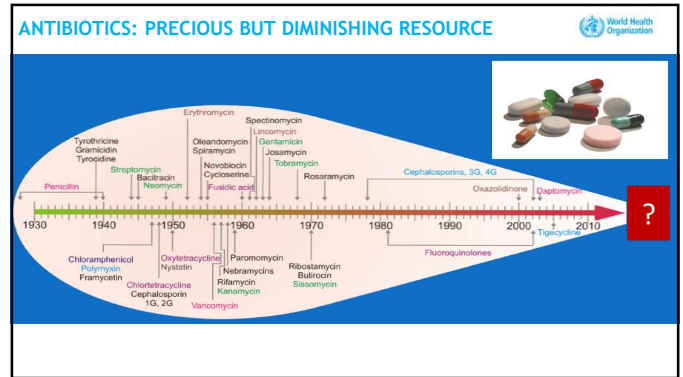 ANTIBIOTICS: PRECIOUS BUT DIMINISHING RESOURCE
World Health
Organization
Erythromycin
Spectinomycin
Lincomycin
Gentamicin
Josamycin
Tobramycin
Rosaramycin
Tyrothricine
Gramicidin
Tyrocidine
Oleandomycin
Spiramycin
Novobiocin
Cycloserine
Fusidic acid
Streptomycin
Bacitracin
Neomycin
Penicillin
Cephalosporins, 3G, 4G
Oxazolidinone
Daptomycin
?
1930
1940
1950
1960
1970
1980
1990
2000
2010
Tigecycline
Fluoroquinolones
Chloramphenicol
Polymyxin
Framycetin
Oxytetracycline
Nystatin
Chlortetracycline
Cephalosporin
1G, 2G
Paromomycin
Nebramycins
Rifamycin
Kanamycin
Vancomycin
Ribostamycin
Butirocin
Sissomycin